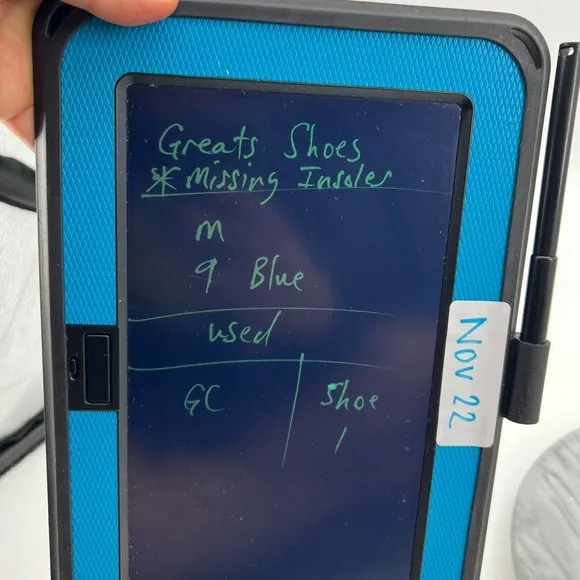 Greats Shoes
* Missing Insoles
M
9 Blue
used
GC
Shoe
1
Nov 22